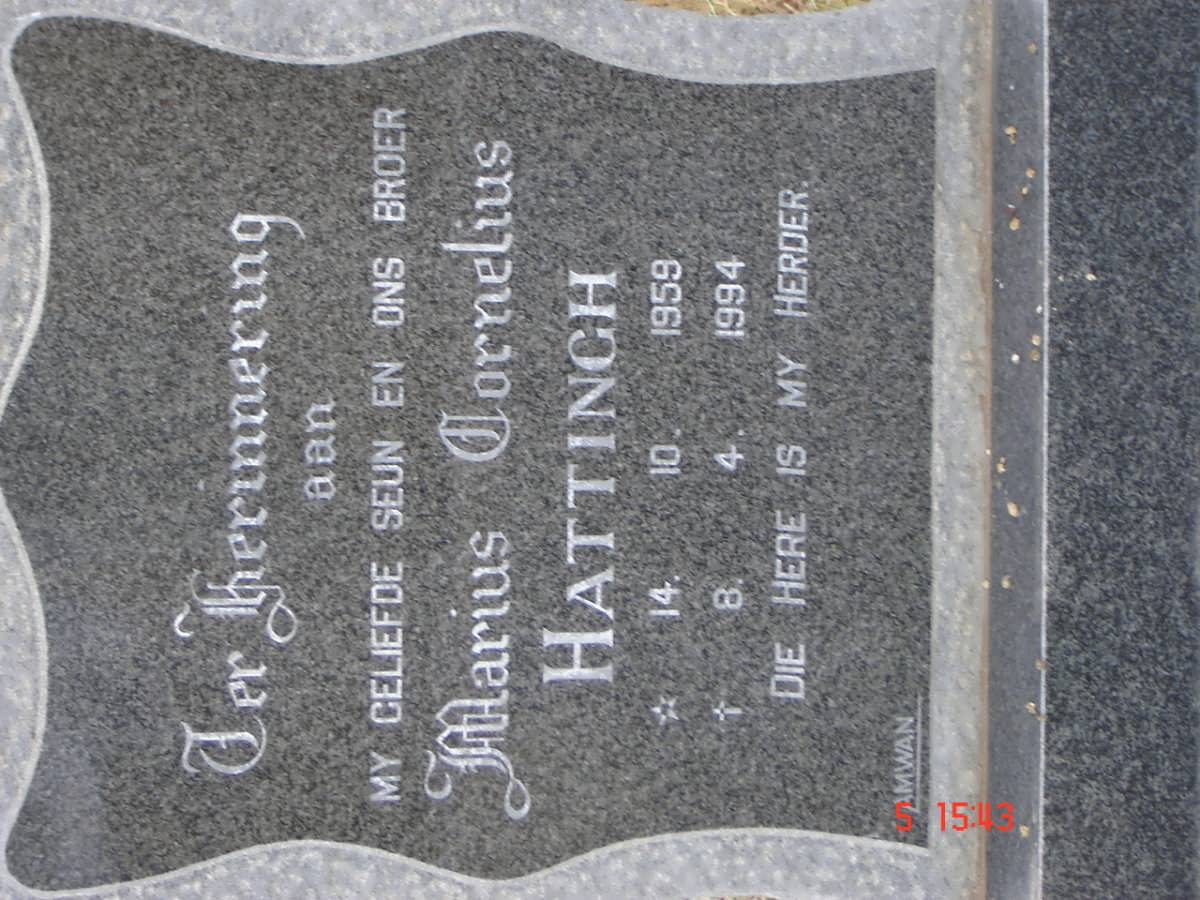 Ter Herinnering
aan
MY GELIEFDE SEUN EN ONS BROER
Marius Cornelius
HATTINGH
☆ 14. 10. 1959
† 8. 4. 1994
DIE HERE IS MY HERDER.
5 15:43